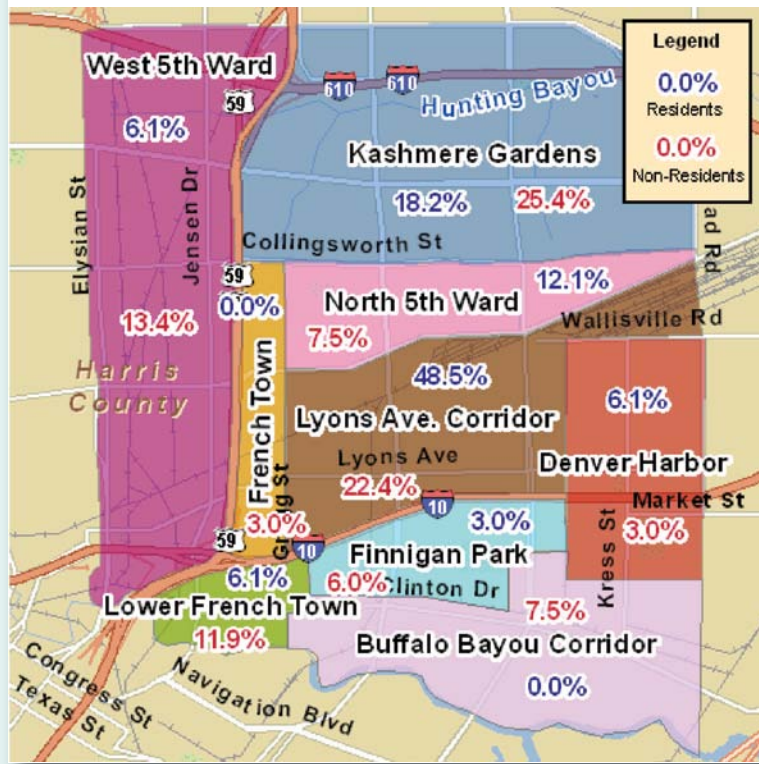 West 5th Ward
59
6.1%
610
610
Hunting Bayou
Legend
0.0%
Residents
0.0%
Non-Residents
Kashmere Gardens
18.2%
25.4%
Elysian St
Jensen Dr
Collingsworth St
ad Rd
59
0.0%
North 5th Ward
12.1%
13.4%
7.5%
Wallisville Rd
Harris
County
48.5%
6.1%
French Town
Lyons Ave. Corridor
Lyons Ave
Denver Harbor
22.4%
10
Market St
3.0%
59
10
3.0%
3.0%
Kress St
Finnigan Park
6.1%
6.0%
Clinton Dr
Lower French Town
7.5%
11.9%
Buffalo Bayou Corridor
0.0%
Congress St
Texas St
Navigation Blvd